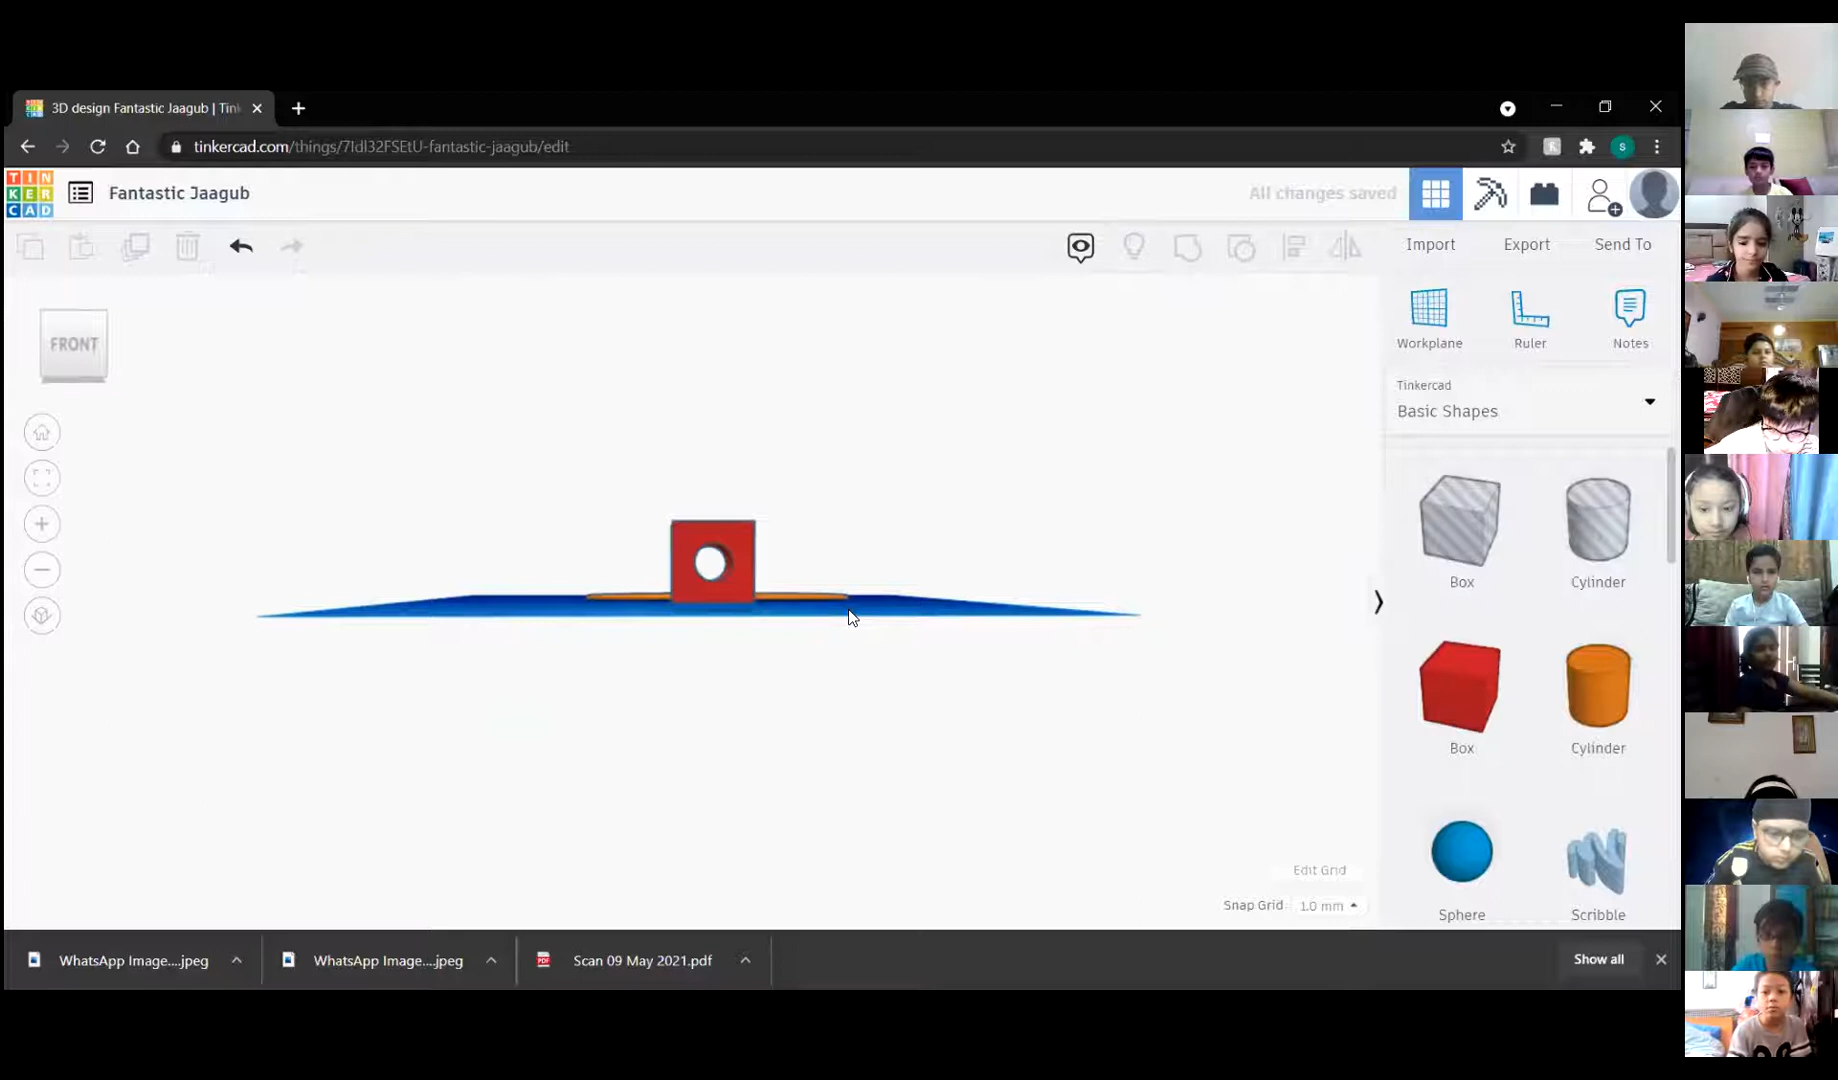 3D design Fantastic Jaagub | Tin
tinkercad.com/things/7IdI32FSEtU-fantastic-jaagub/edit
S
TIN
KER
CAD
Fantastic Jaagub
All changes saved
Import
Export
Send To
FRONT
Workplane
Ruler
Notes
Tinkercad
Basic Shapes
Box
Cylinder
Box
Cylinder
Sphere
Scribble
Edit Grid
Snap Grid
1.0 mm
WhatsApp Image....jpeg
WhatsApp Image....jpeg
PDF
Scan 09 May 2021.pdf
Show all